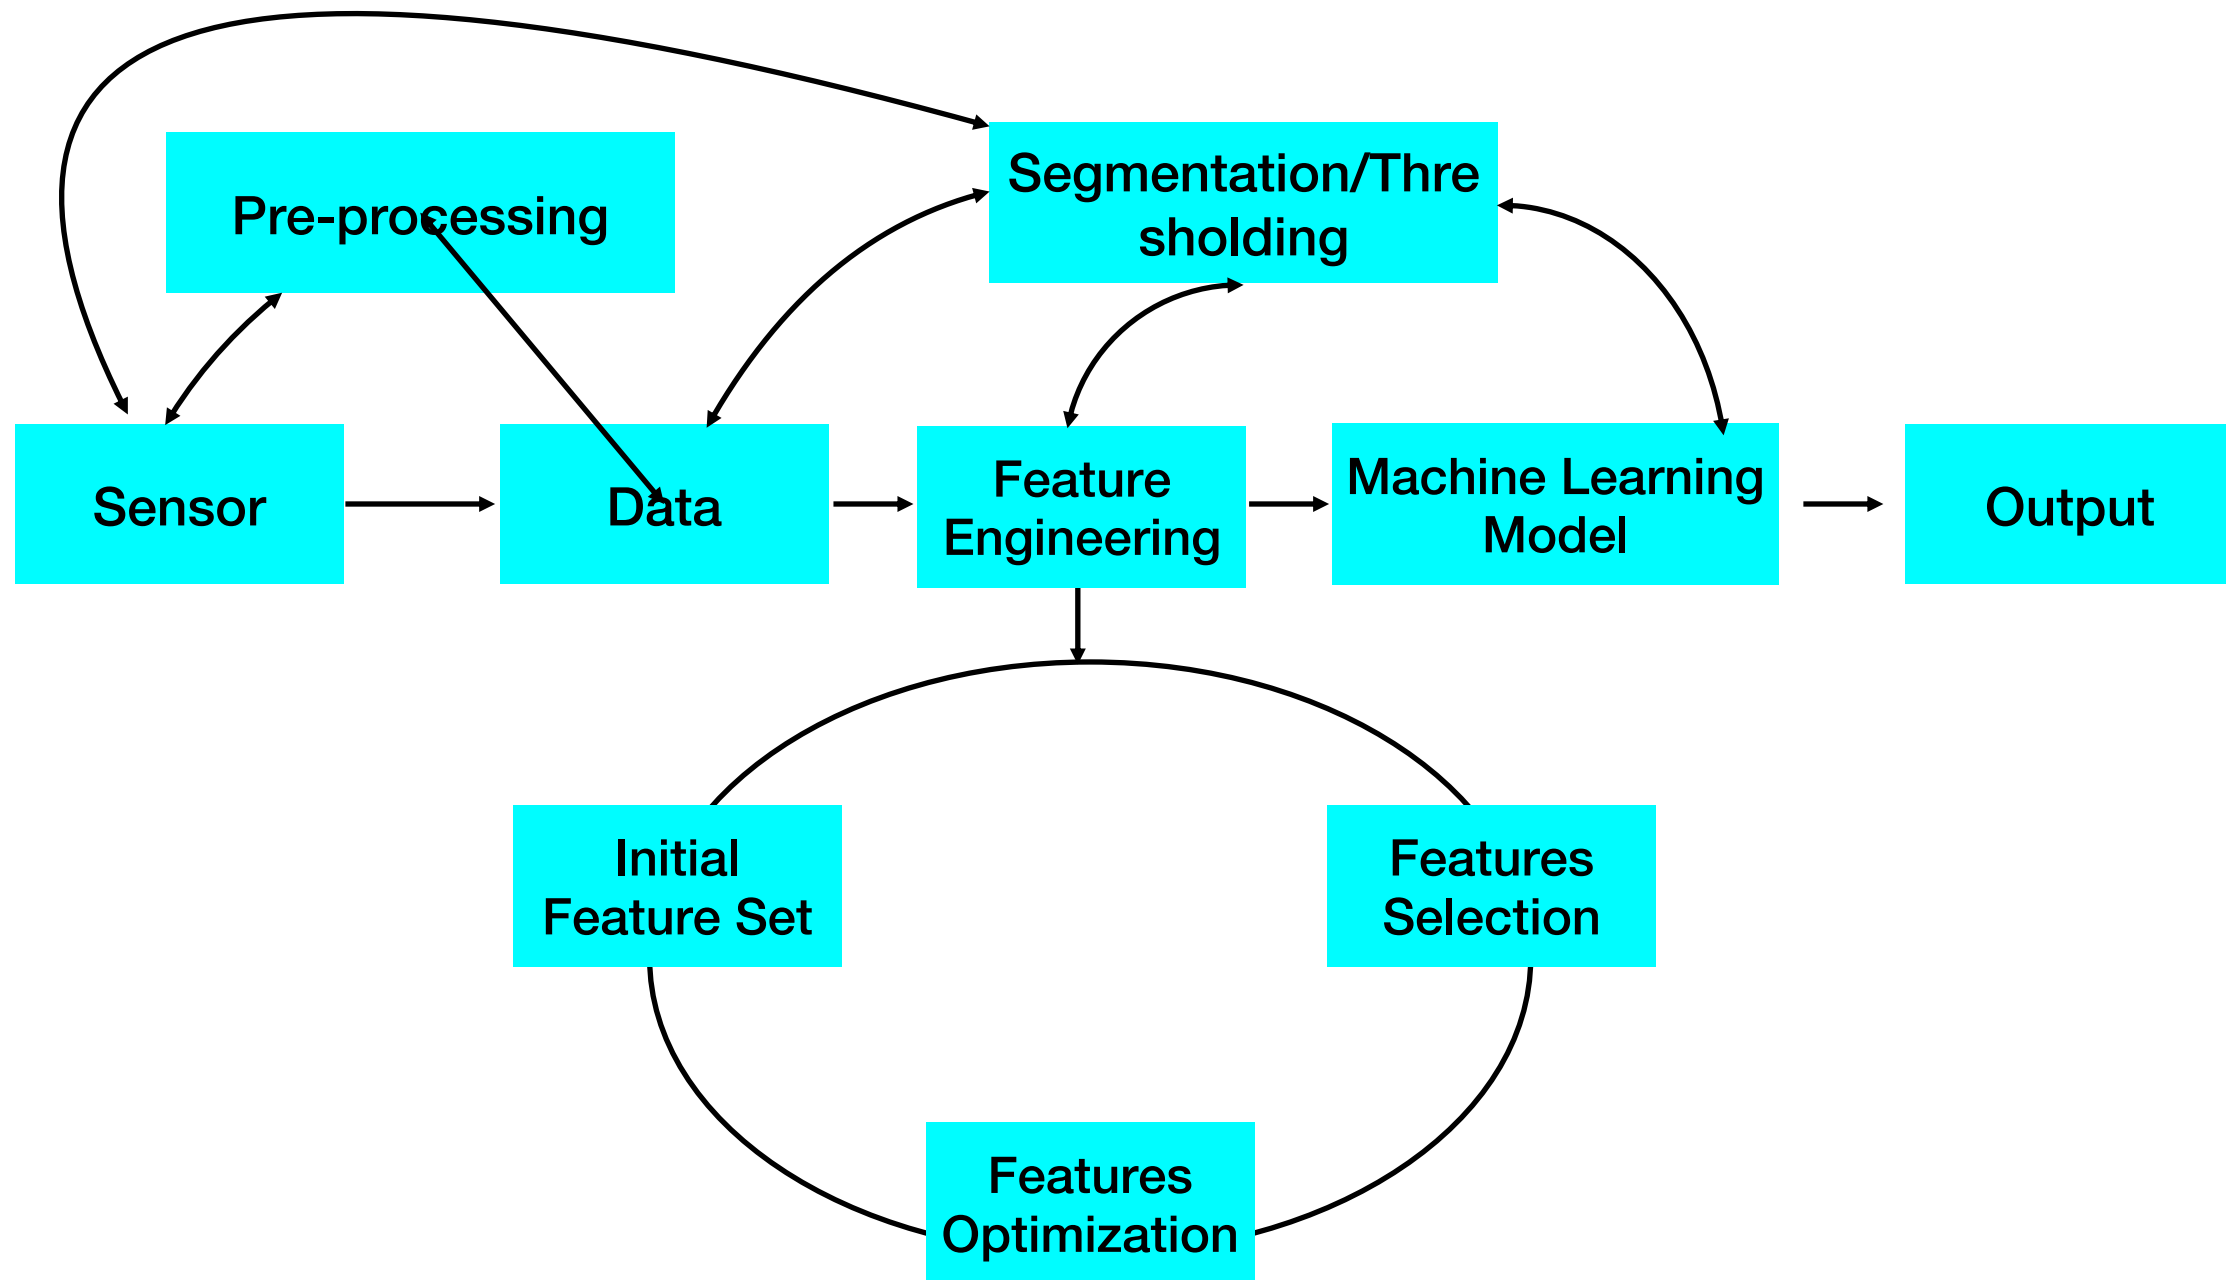 Pre-processing
Segmentation/Thre
sholding
Sensor
Data
Feature
Engineering
Machine Learning
Model
Output
Initial
Feature Set
Features
Selection
Features
Optimization